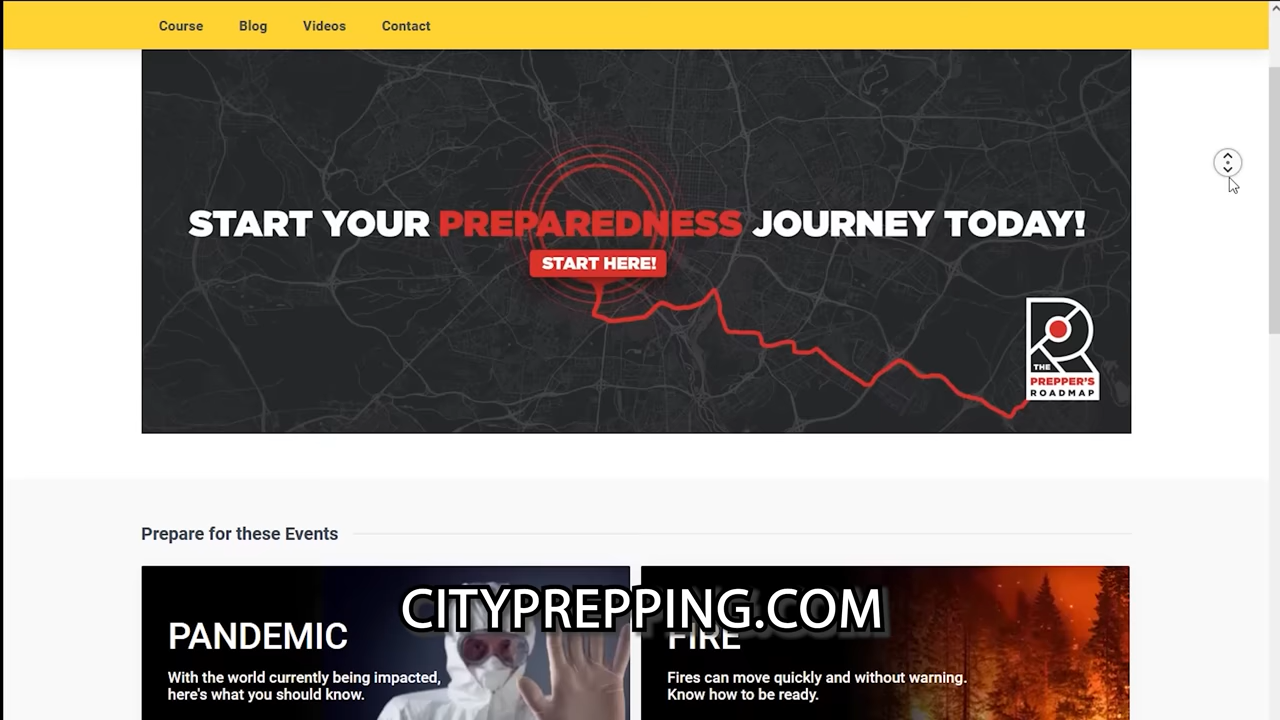 Course Blog Videos Contact
START YOUR PREPAREDNESS JOURNEY TODAY!
START HERE!
THE
PREPPER'S
ROADMAP
Prepare for these Events
CITYPREPPING.COM
PANDEMIC
With the world currently being impacted,
here's what you should know.
FIRE
Fires can move quickly and without warning.
Know how to be ready.